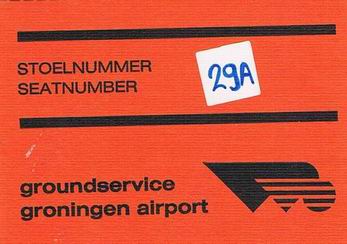 STOELNUMMER
SEATNUMBER
29A
groundservice
groningen airport